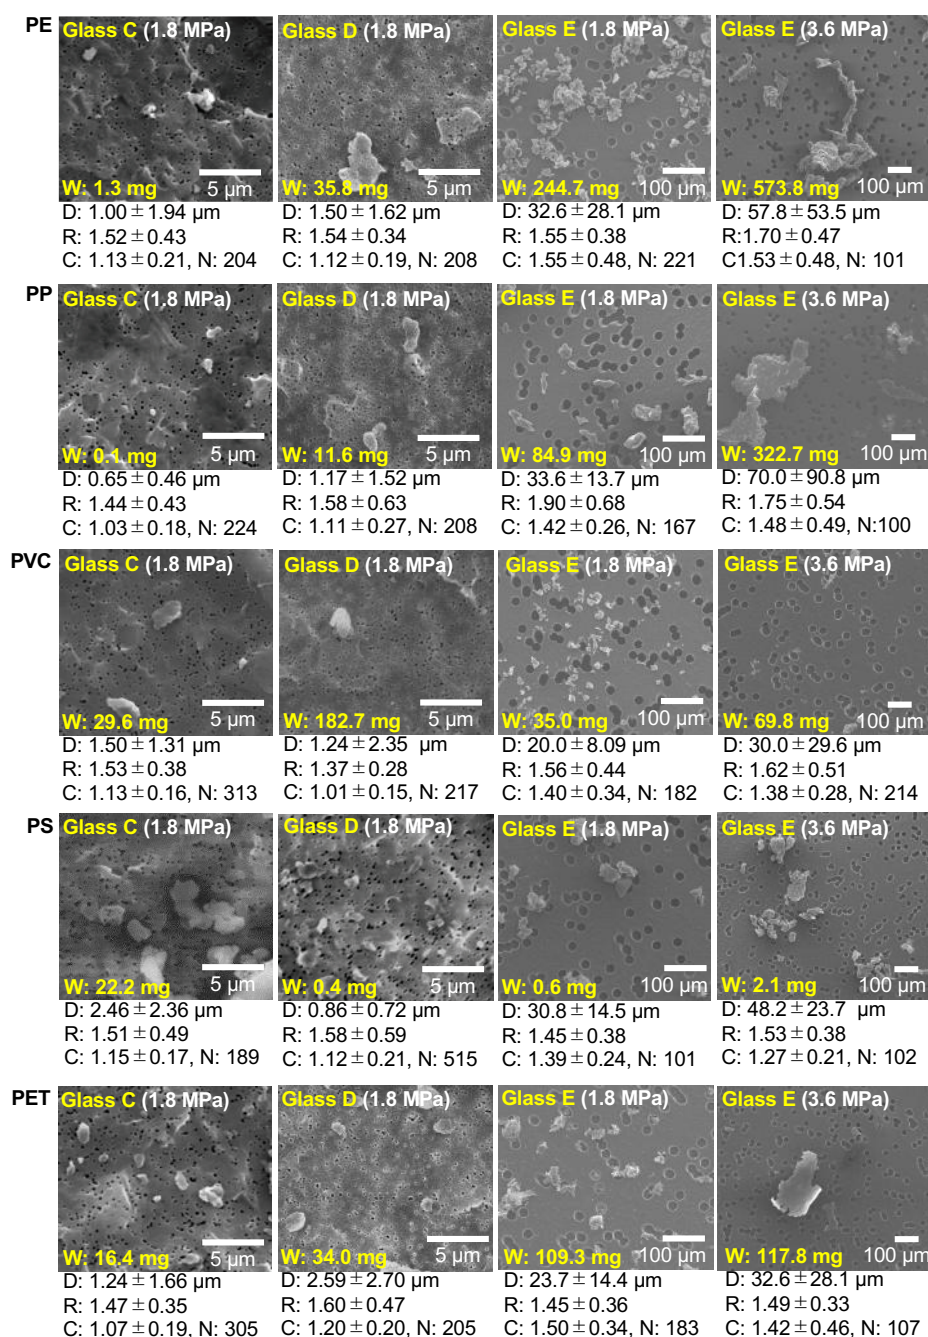 PE
Glass C (1.8 MPa)
W: 1.3 mg
5 µm
D: 1.00 ± 1.94 µm
R: 1.52 ± 0.43
C: 1.13 ± 0.21, N: 204
Glass D (1.8 MPa)
W: 35.8 mg
5 µm
D: 1.50 ± 1.62 µm
R: 1.54 ± 0.34
C: 1.12 ± 0.19, N: 208
Glass E (1.8 MPa)
W: 244.7 mg
100 µm
D: 32.6 ± 28.1 µm
R: 1.55 ± 0.38
C: 1.55 ± 0.48, N: 221
Glass E (3.6 MPa)
W: 573.8 mg
100 µm
D: 57.8 ± 53.5 µm
R:1.70 ± 0.47
C1.53 ± 0.48, N: 101
PP
Glass C (1.8 MPa)
W: 0.1 mg
5 µm
D: 0.65 ± 0.46 µm
R: 1.44 ± 0.43
C: 1.03 ± 0.18, N: 224
Glass D (1.8 MPa)
W: 11.6 mg
5 µm
D: 1.17 ± 1.52 µm
R: 1.58 ± 0.63
C: 1.11 ± 0.27, N: 208
Glass E (1.8 MPa)
W: 84.9 mg
100 µm
D: 33.6 ± 13.7 µm
R: 1.90 ± 0.68
C: 1.42 ± 0.26, N: 167
Glass E (3.6 MPa)
W: 322.7 mg
100 µm
D: 70.0 ± 90.8 µm
R: 1.75 ± 0.54
C: 1.48 ± 0.49, N:100
PVC
Glass C (1.8 MPa)
W: 29.6 mg
5 µm
D: 1.50 ± 1.31 µm
R: 1.53 ± 0.38
C: 1.13 ± 0.16, N: 313
Glass D (1.8 MPa)
W: 182.7 mg
5 µm
D: 1.24 ± 2.35 µm
R: 1.37 ± 0.28
C: 1.01 ± 0.15, N: 217
Glass E (1.8 MPa)
W: 35.0 mg
100 µm
D: 20.0 ± 8.09 µm
R: 1.56 ± 0.44
C: 1.40 ± 0.34, N: 182
Glass E (3.6 MPa)
W: 69.8 mg
100 µm
D: 30.0 ± 29.6 µm
R: 1.62 ± 0.51
C: 1.38 ± 0.28, N: 214
PS
Glass C (1.8 MPa)
W: 22.2 mg
5 µm
D: 2.46 ± 2.36 µm
R: 1.51 ± 0.49
C: 1.15 ± 0.17, N: 189
Glass D (1.8 MPa)
W: 0.4 mg
5 µm
D: 0.86 ± 0.72 µm
R: 1.58 ± 0.59
C: 1.12 ± 0.21, N: 515
Glass E (1.8 MPa)
W: 0.6 mg
100 µm
D: 30.8 ± 14.5 µm
R: 1.45 ± 0.38
C: 1.39 ± 0.24, N: 101
Glass E (3.6 MPa)
W: 2.1 mg
100 µm
D: 48.2 ± 23.7 µm
R: 1.53 ± 0.38
C: 1.27 ± 0.21, N: 102
PET
Glass C (1.8 MPa)
W: 16.4 mg
5 µm
D: 1.24 ± 1.66 µm
R: 1.47 ± 0.35
C: 1.07 ± 0.19, N: 305
Glass D (1.8 MPa)
W: 34.0 mg
5 µm
D: 2.59 ± 2.70 µm
R: 1.60 ± 0.47
C: 1.20 ± 0.20, N: 205
Glass E (1.8 MPa)
W: 109.3 mg
100 µm
D: 23.7 ± 14.4 µm
R: 1.45 ± 0.36
C: 1.50 ± 0.34, N: 183
Glass E (3.6 MPa)
W: 117.8 mg
100 µm
D: 32.6 ± 28.1 µm
R: 1.49 ± 0.33
C: 1.42 ± 0.46, N: 107